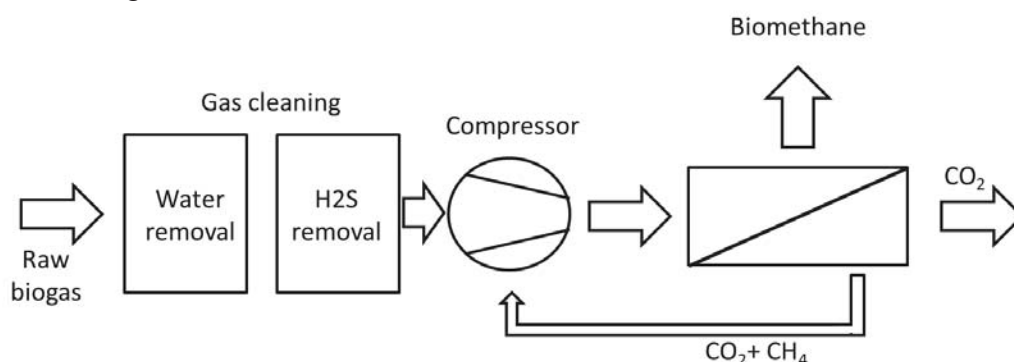 Biomethane
Gas cleaning
Compressor
Water
removal
H2S
removal
CO₂
Raw
biogas
CO₂+ CH₄